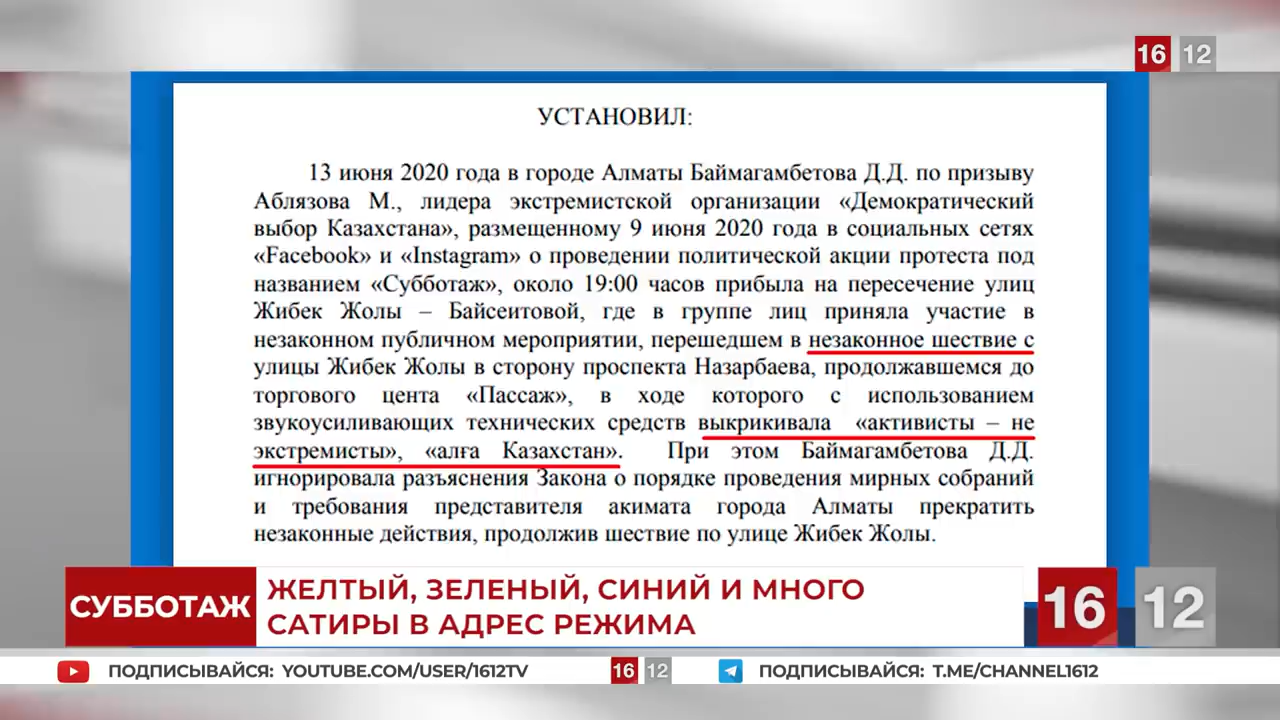 16 12
УСТАНОВИЛ:
13 июня 2020 года в городе Алматы Баймагамбетова Д.Д. по призыву
Аблязова М., лидера экстремистской организации «Демократический
выбор Казахстана», размещенному 9 июня 2020 года в социальных сетях
«Facebook» и «Instagram» о проведении политической акции протеста под
названием «Субботаж», около 19:00 часов прибыла на пересечение улиц
Жибек Жолы – Байсеитовой, где в группе лиц приняла участие в
незаконном публичном мероприятии, перешедшем в незаконное шествие с
улицы Жибек Жолы в сторону проспекта Назарбаева, продолжавшемся до
торгового цента «Пассаж», в ходе которого с использованием
звукоусиливающих технических средств выкрикивала «активисты – не
экстремисты», «алға Казахстан». При этом Баймагамбетова Д.Д.
игнорировала разъяснения Закона о порядке проведения мирных собраний
и требования представителя акимата города Алматы прекратить
незаконные действия, продолжив шествие по улице Жибек Жолы.
СУББОТАЖ
ЖЕЛТЫЙ, ЗЕЛЕНЫЙ, СИНИЙ И МНОГО
САТИРЫ В АДРЕС РЕЖИМА
16 12
ПОДПИСЫВАЙСЯ: YOUTUBE.COM/USER/1612TV
16 12
ПОДПИСЫВАЙСЯ: T.ME/CHANNEL1612